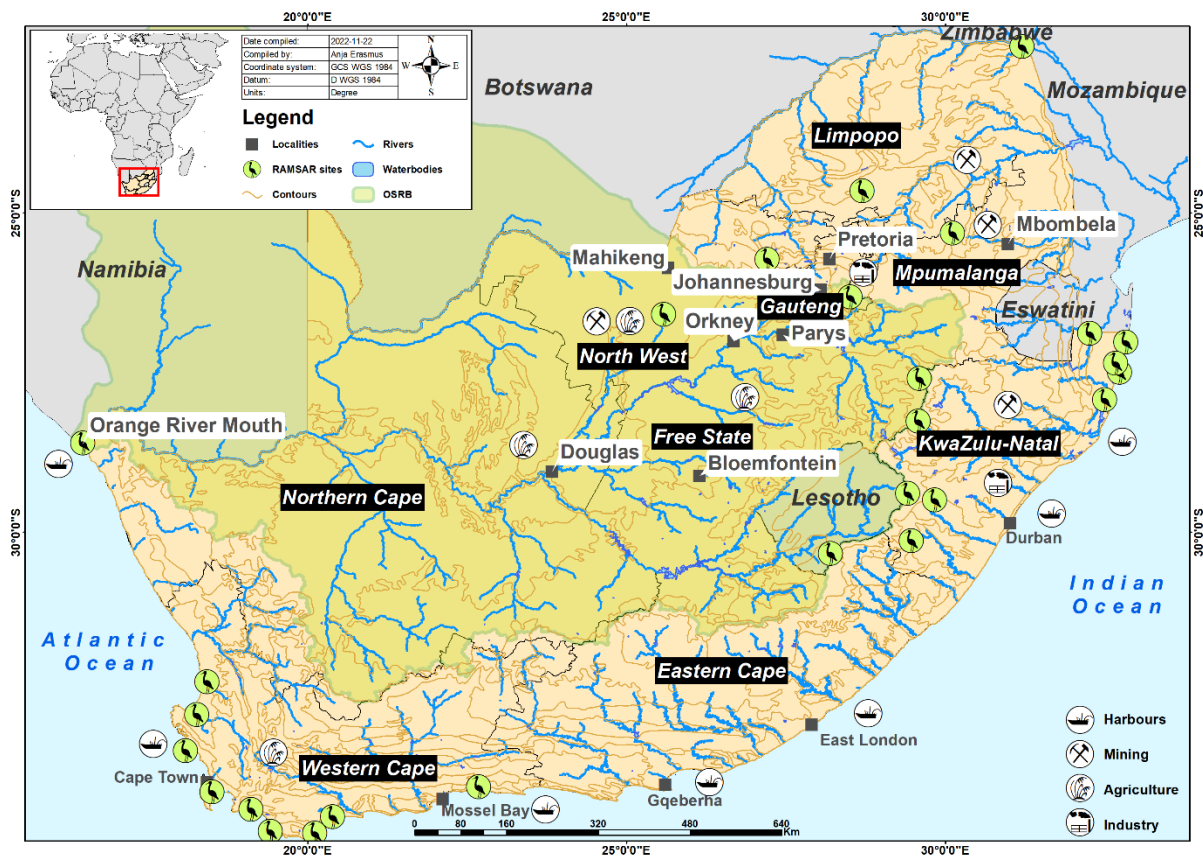 20°0'0"E
25°0'0"E
30°0'0"E
Date compiled: 2022-11-22
Compiled by: Anja Erasmus
Coordinate system: GCS WGS 1984
Datum: D WGS 1984
Units: Degree
N
W E
S
Legend
Localities
Rivers
RAMSAR sites
Waterbodies
Contours
OSRB
Zimbabwe
Botswana
Mozambique
Limpopo
25°0'0"S
25°0'0"S
Mbombela
Pretoria
Mahikeng
Namibia
Mpumalanga
Johannesburg
Gauteng
Eswatini
Orkney
Parys
North West
Orange River Mouth
Free State
KwaZulu-Natal
Douglas
Bloemfontein
Northern Cape
Lesotho
30°0'0"S
30°0'0"S
Durban
Indian
Ocean
Atlantic
Ocean
Eastern Cape
Harbours
East London
Mining
Western Cape
Cape Town
Agriculture
Gqeberha
Mossel Bay
Industry
0 40 80 160 320 480 640
Km
20°0'0"E
25°0'0"E
30°0'0"E